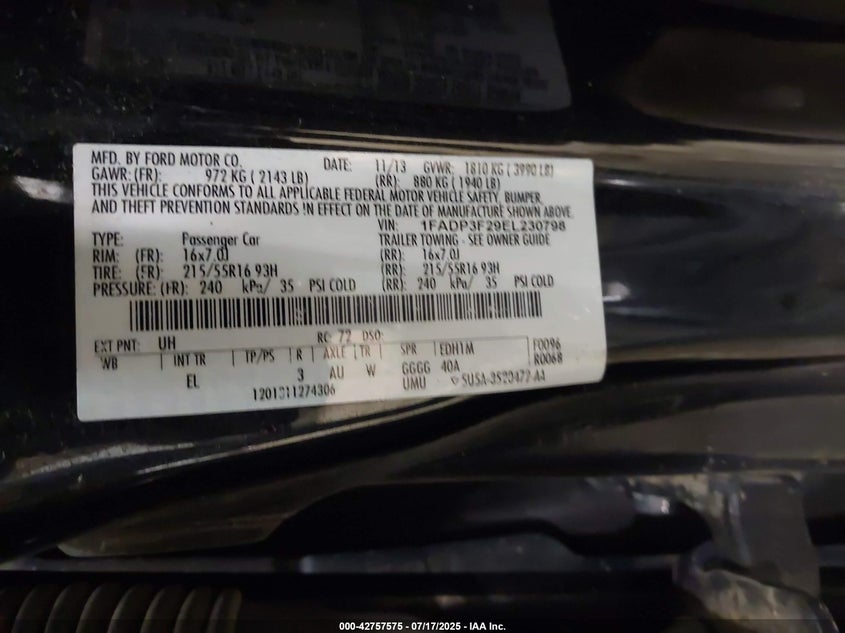 MFD. BY FORD MOTOR CO. DATE: 11/13 GVWR: 1810 KG ( 3990 LB)
GAWR: (FR): 972 KG ( 2143 LB) (RR): 880 KG ( 1940 LB)
THIS VEHICLE CONFORMS TO ALL APPLICABLE FEDERAL MOTOR VEHICLE SAFETY, BUMPER,
AND THEFT PREVENTION STANDARDS IN EFFECT ON THE DATE OF MANUFACTURE SHOWN ABOVE.
VIN: 1FADP3F29EL230798
TYPE: Passenger Car TRAILER TOWING - SEE OWNER GUIDE
RIM: (FR): 16x7.0J (RR): 16x7.0J
TIRE: (FR): 215/55R16 93H (RR): 215/55R16 93H
PRESSURE: (FR): 240 kPa/ 35 PSI COLD (RR): 240 kPa/ 35 PSI COLD
EXT PNT: UH RC: 72 DSO:
WB INT TR TP/PS R AXLE TR SPR EDH1M F0096
EL 3 AU W GGGG 40A R0068
UMU
000-42757575 - 07/17/2025 - IAA Inc.